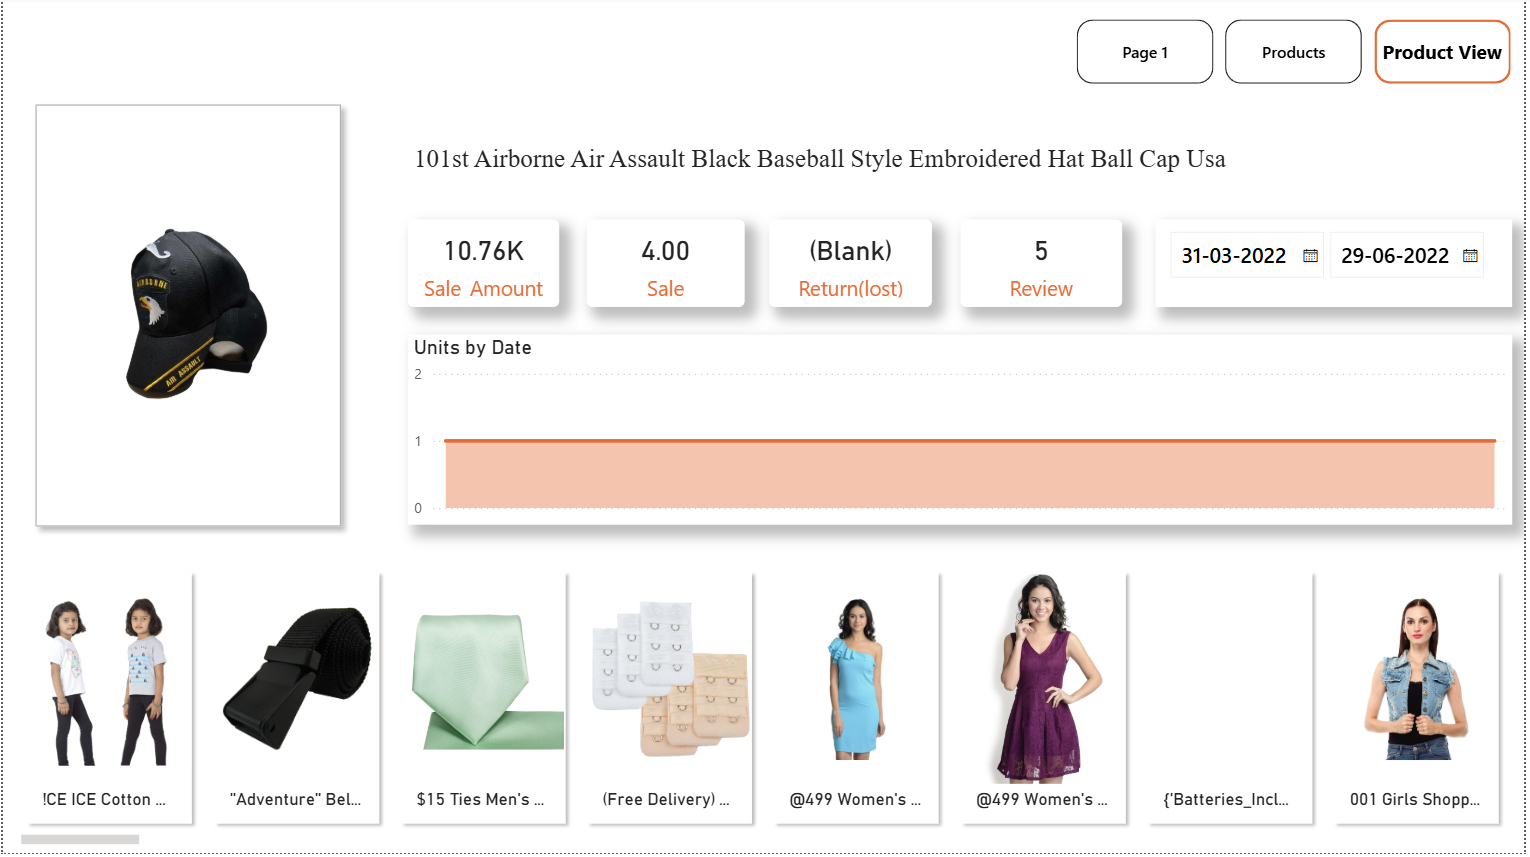 Page 1
Products
Product View
101st Airborne Air Assault Black Baseball Style Embroidered Hat Ball Cap Usa
AIRBORNE
AIR ASSAULT
10.76K
Sale Amount
4.00
Sale
(Blank)
Return(lost)
5
Review
31-03-2022
29-06-2022
Units by Date
2
1
0
!CE ICE Cotton ...
"Adventure" Bel...
$15 Ties Men's ...
(Free Delivery) ...
@499 Women's ...
@499 Women's ...
{'Batteries_Incl...
001 Girls Shopp...